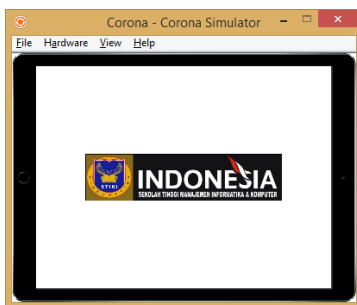 Corona - Corona Simulator
File Hardware View Help
STIKI
INDONESIA
SEKOLAH TINGGI MANAJEMEN INFORMATIKA & KOMPUTER